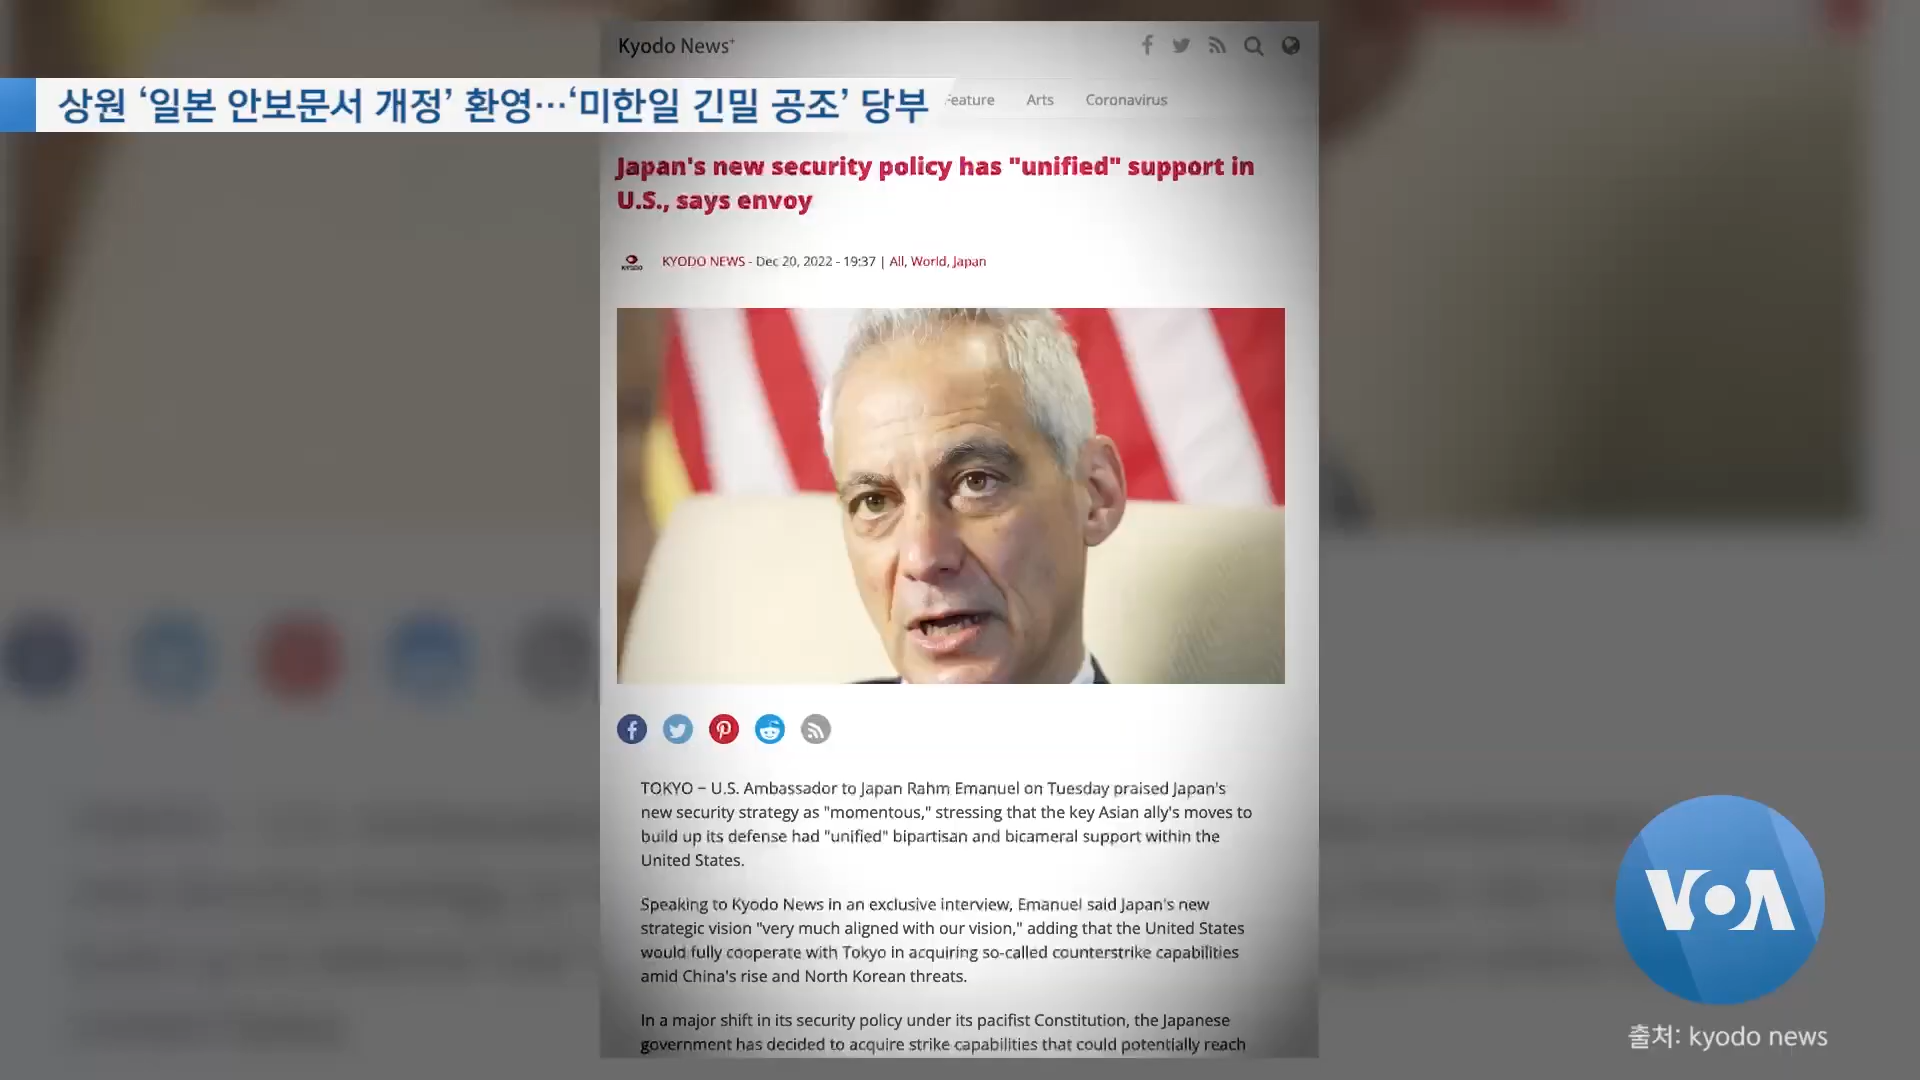 Kyodo News+
상원 ‘일본 안보문서 개정’ 환영…‘미한일 긴밀 공조’ 당부
Feature Arts Coronavirus
Japan's new security policy has "unified" support in
U.S., says envoy
KYODO
KYODO NEWS - Dec 20, 2022 - 19:37 | All, World, Japan
TOKYO – U.S. Ambassador to Japan Rahm Emanuel on Tuesday praised Japan's
new security strategy as "momentous," stressing that the key Asian ally's moves to
build up its defense had "unified" bipartisan and bicameral support within the
United States.
Speaking to Kyodo News in an exclusive interview, Emanuel said Japan's new
strategic vision "very much aligned with our vision," adding that the United States
would fully cooperate with Tokyo in acquiring so-called counterstrike capabilities
amid China's rise and North Korean threats.
In a major shift in its security policy under its pacifist Constitution, the Japanese
government has decided to acquire strike capabilities that could potentially reach
VOA
출처: kyodo news